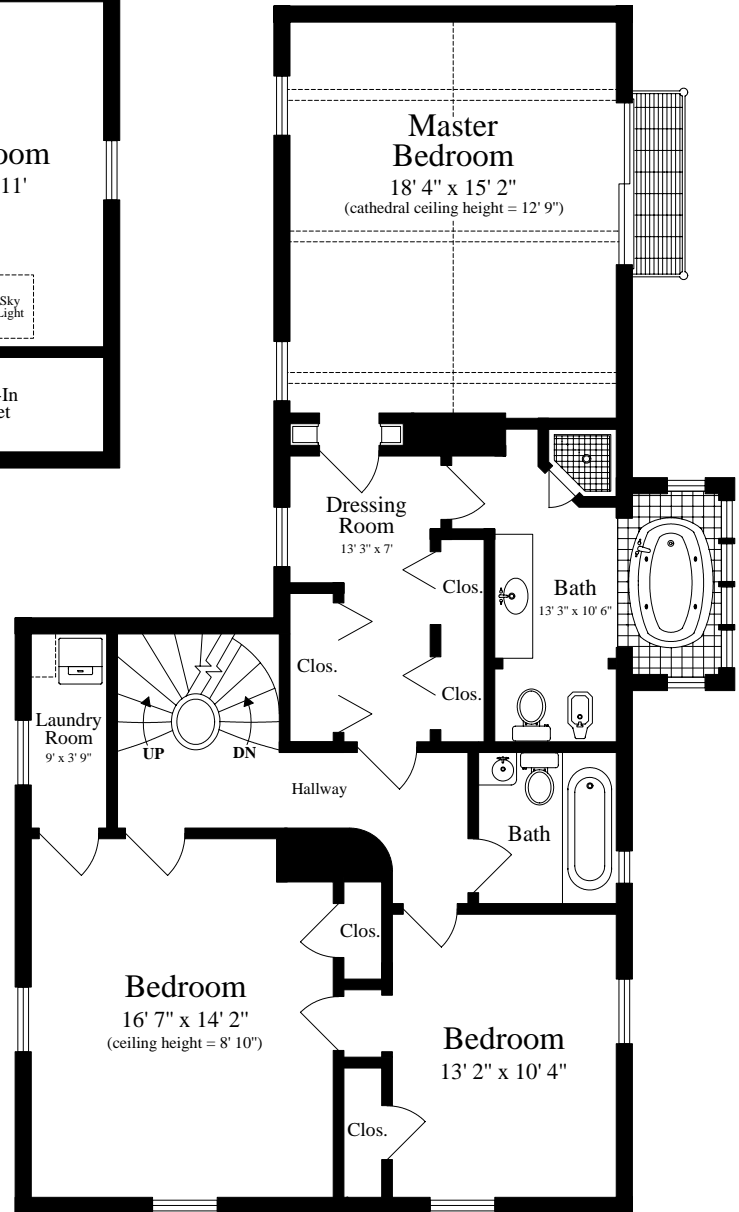 oom
11'
Sky
Light
-In
et
Master
Bedroom
18' 4" x 15' 2"
(cathedral ceiling height = 12' 9")
Dressing
Room
13' 3" x 7'
Clos.
Bath
13' 3" x 10' 6"
Clos.
Clos.
Laundry
Room
9' x 3' 9"
UP
DN
Hallway
Bath
Clos.
Bedroom
16' 7" x 14' 2"
(ceiling height = 8' 10")
Bedroom
13' 2" x 10' 4"
Clos.